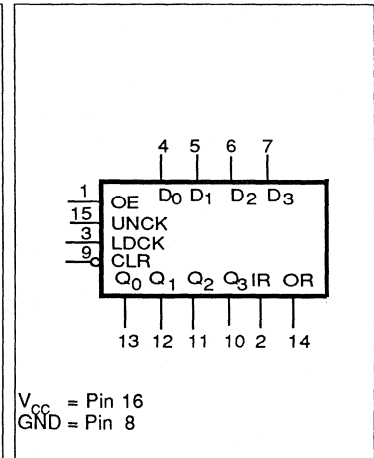 4 5 6 7
1 OE D0 D1 D2 D3
15 UNCK
3 LDCK
9 CLR
Q0 Q1 Q2 Q3 IR OR
13 12 11 10 2 14
VCC = Pin 16
GND = Pin 8